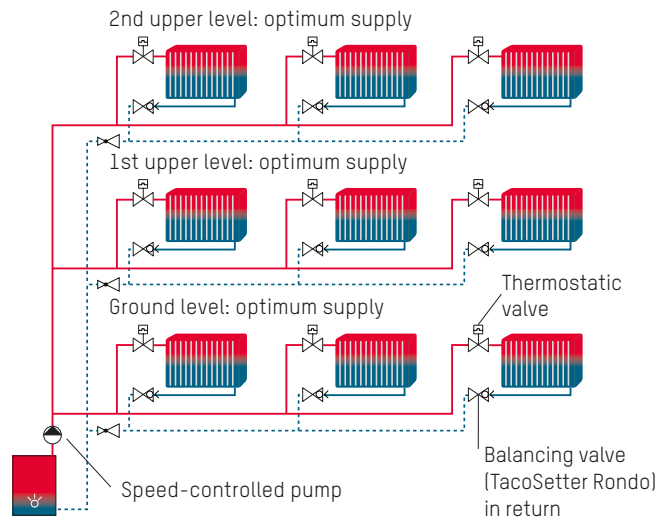 2nd upper level: optimum supply
1st upper level: optimum supply
Ground level: optimum supply
Thermostatic
valve
Speed-controlled pump
Balancing valve
(TacoSetter Rondo)
in return